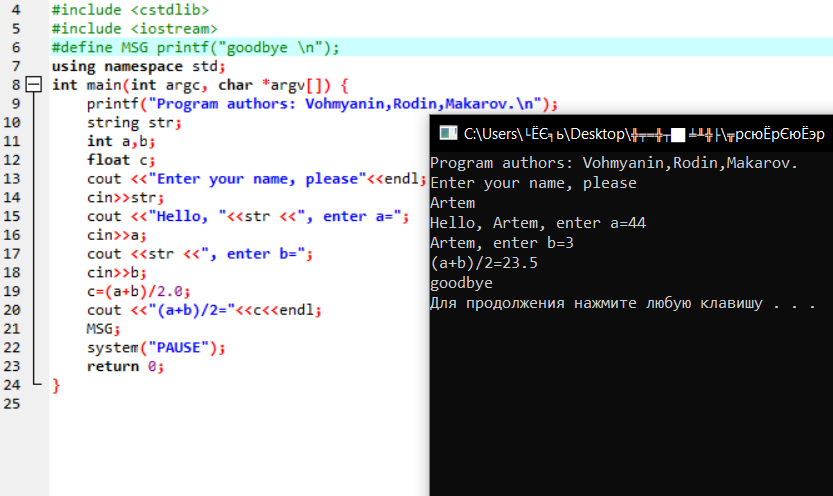 4 #include <cstdlib>
5 #include <iostream>
6 #define MSG printf("goodbye \n");
7 using namespace std;
8 int main(int argc, char *argv[]) {
9 printf("Program authors: Vohmyanin,Rodin,Makarov.\n");
10 string str;
11 int a,b;
12 float c;
13 cout <<"Enter your name, please"<<endl;
14 cin>>str;
15 cout <<"Hello, "<<str <<", enter a=";
16 cin>>a;
17 cout <<str <<", enter b=";
18 cin>>b;
19 c=(a+b)/2.0;
20 cout <<"(a+b)/2="<<c<<endl;
21 MSG;
22 system("PAUSE");
23 return 0;
24 }
25
C:\Users\
Program authors: Vohmyanin,Rodin,Makarov.
Enter your name, please
Artem
Hello, Artem, enter a=44
Artem, enter b=3
(a+b)/2=23.5
goodbye
Для продолжения нажмите любую клавишу . . .